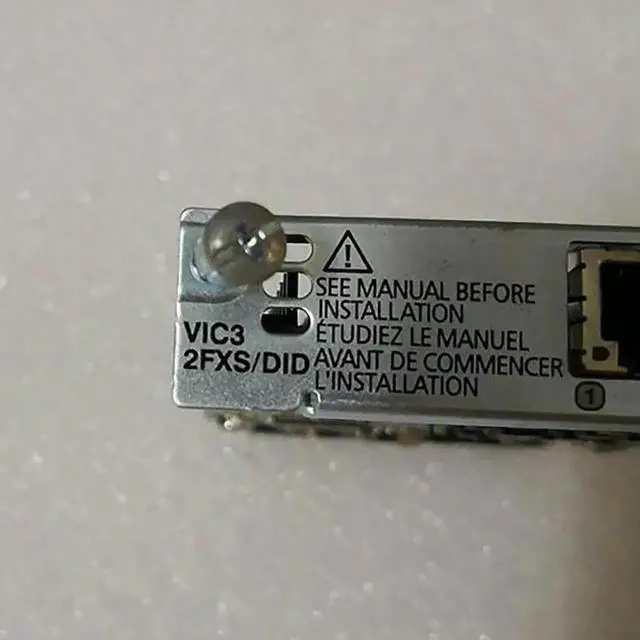 VIC3
2FXS/DID
SEE MANUAL BEFORE
INSTALLATION
ÉTUDIEZ LE MANUEL
AVANT DE COMMENCER
L'INSTALLATION
1